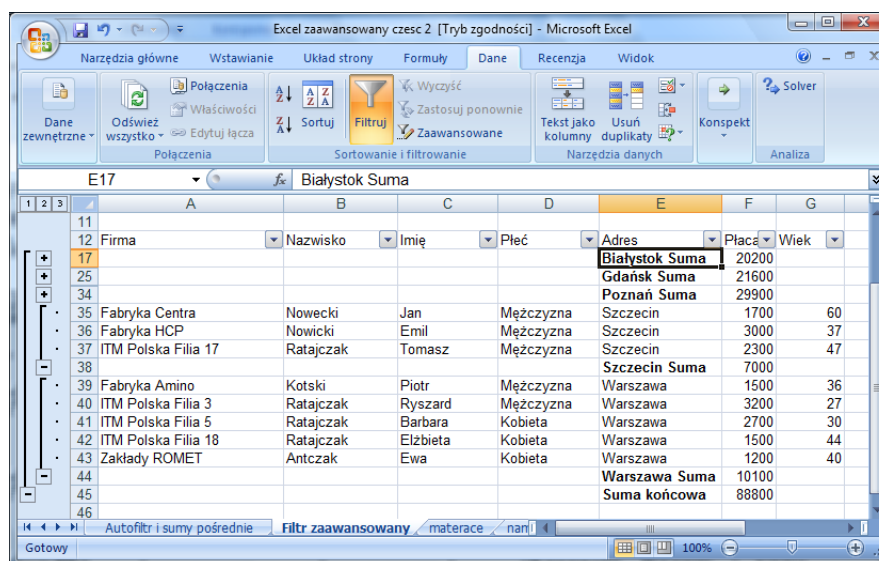 Excel zaawansowany czesc 2 [Tryb zgodności] - Microsoft Excel
Narzędzia główne Wstawianie Układ strony Formuły Dane Recenzja Widok
Dane zewnętrzne
Odśwież wszystko
Połączenia
Właściwości
Edytuj łącza
Połączenia
Sortuj
Filtruj
Wyczyść
Zastosuj ponownie
Zaawansowane
Sortowanie i filtrowanie
Tekst jako kolumny
Usuń duplikaty
Narzędzia danych
Konspekt
Solver
Analiza
E17 fx Białystok Suma
1 2 3 A B C D E F G
11
12 Firma Nazwisko Imię Płeć Adres Płaca Wiek
17 Białystok Suma 20200
25 Gdańsk Suma 21600
34 Poznań Suma 29900
35 Fabryka Centra Nowecki Jan Mężczyzna Szczecin 1700 60
36 Fabryka HCP Nowicki Emil Mężczyzna Szczecin 3000 37
37 ITM Polska Filia 17 Ratajczak Tomasz Mężczyzna Szczecin 2300 47
38 Szczecin Suma 7000
39 Fabryka Amino Kotski Piotr Mężczyzna Warszawa 1500 36
40 ITM Polska Filia 3 Ratajczak Ryszard Mężczyzna Warszawa 3200 27
41 ITM Polska Filia 5 Ratajczak Barbara Kobieta Warszawa 2700 30
42 ITM Polska Filia 18 Ratajczak Elżbieta Kobieta Warszawa 1500 44
43 Zakłady ROMET Antczak Ewa Kobieta Warszawa 1200 40
44 Warszawa Suma 10100
45 Suma końcowa 88800
46
Autofiltr i sumy pośrednie Filtr zaawansowany materace nam
Gotowy 100%